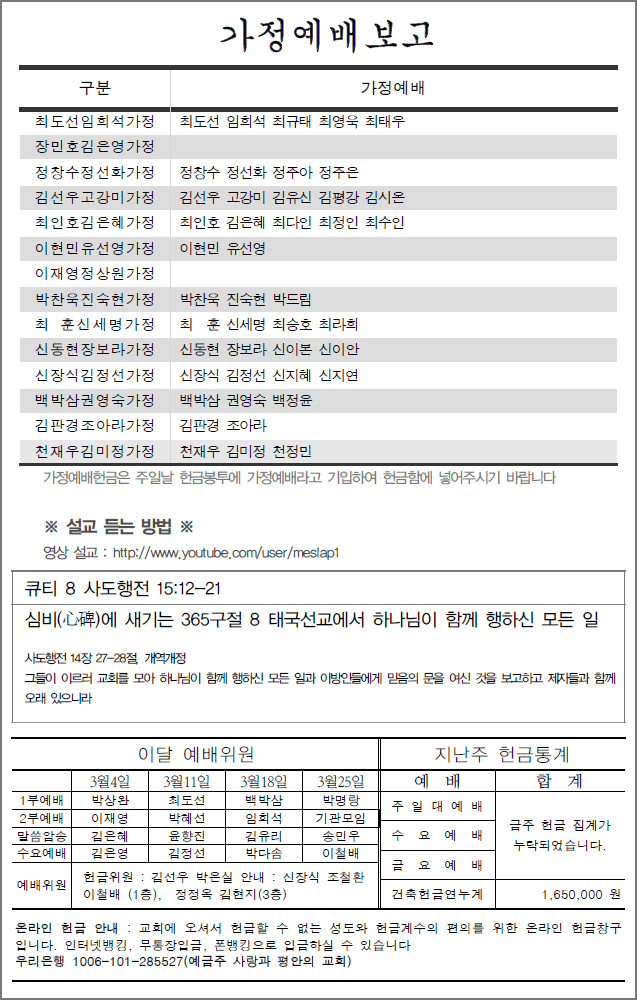 가정예배보고
구분 가정예배
최도선임희석가정 최도선 임희석 최규태 최영욱 최태우
장민호김은영가정
정창수정선화가정 정창수 정선화 정주아 정주은
김선우고강미가정 김선우 고강미 김유신 김평강 김시온
최인호김은혜가정 최인호 김은혜 최다인 최정인 최수인
이현민유선영가정 이현민 유선영
이재영정상원가정
박찬욱진숙현가정 박찬욱 진숙현 박드림
최 훈신세명가정 최 훈 신세명 최승호 최라희
신동현장보라가정 신동현 장보라 신이본 신이안
신장식김정선가정 신장식 김정선 신지혜 신지연
백박삼권영숙가정 백박삼 권영숙 백정윤
김판경조아라가정 김판경 조아라
천재우김미정가정 천재우 김미정 천정민
가정예배헌금은 주일날 헌금봉투에 가정예배라고 기입하여 헌금함에 넣어주시기 바랍니다
※ 설교 듣는 방법 ※
영상 설교 : http://www.youtube.com/user/meslap1
큐티 8 사도행전 15:12-21
심비(心碑)에 새기는 365구절 8 태국선교에서 하나님이 함께 행하신 모든 일
사도행전 14장 27-28절, 개역개정
그들이 이르러 교회를 모아 하나님이 함께 행하신 모든 일과 이방인들에게 믿음의 문을 여신 것을 보고하고 제자들과 함께
오래 있으니라
이달 예배위원 지난주 헌금통계
3월4일 3월11일 3월18일 3월25일 예 배 합 계
1부예배 박상완 최도선 백박삼 박명랑 주 일 대 예 배
2부예배 이재영 박혜선 임희석 기관모임
말씀암송 김은혜 윤향진 김유리 송민우 수 요 예 배
수요예배 김은영 김정선 박다솜 이철배
금주 헌금 집계가
누락되었습니다.
금 요 예 배
예배위원 헌금위원 : 김선우 박은실 안내 : 신장식 조철환
이철배 (1층), 정정옥 김현지(3층)
건축헌금연누계 1,650,000 원
온라인 헌금 안내 : 교회에 오셔서 헌금할 수 없는 성도와 헌금계수의 편의를 위한 온라인 헌금창구
입니다. 인터넷뱅킹, 무통장입금, 폰뱅킹으로 입금하실 수 있습니다
우리은행 1006-101-285527(예금주 사랑과 평안의 교회)